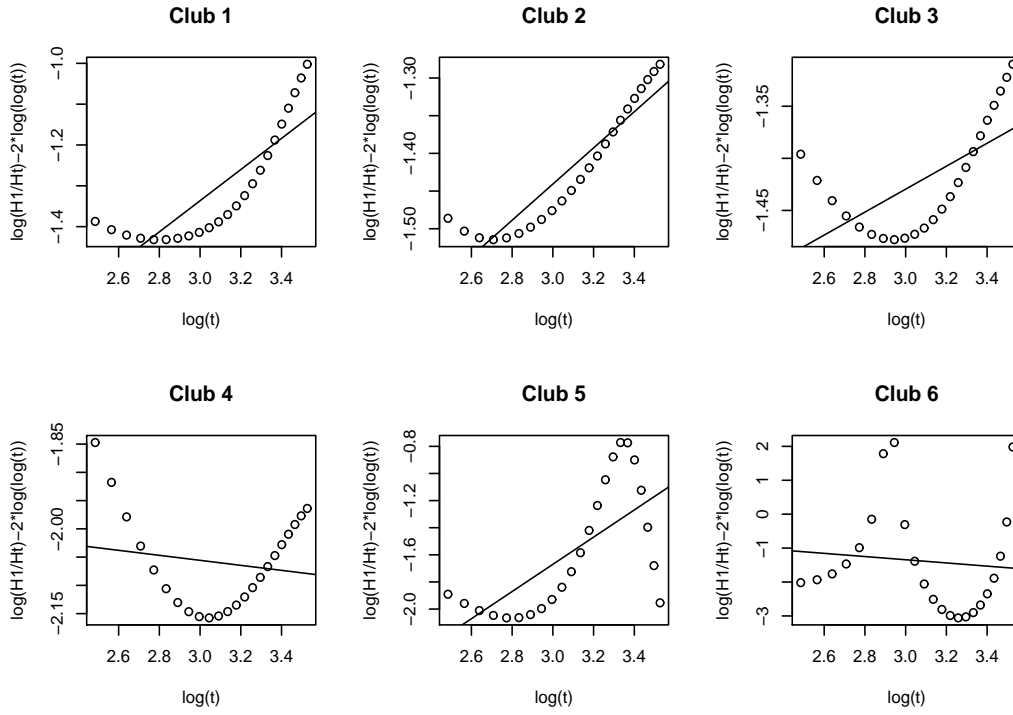 Club 1
log(H1/Ht)−2*log(log(t))
−1.0
−1.2
−1.4
2.6 3.0 3.4
log(t)
Club 2
log(H1/Ht)−2*log(log(t))
−1.30
−1.40
−1.50
2.6 2.8 3.0 3.2 3.4
log(t)
Club 3
log(H1/Ht)−2*log(log(t))
−1.35
−1.45
2.6 2.8 3.0 3.2 3.4
log(t)
Club 4
log(H1/Ht)−2*log(log(t))
−1.85
−2.00
−2.15
2.6 2.8 3.0 3.2 3.4
log(t)
Club 5
log(H1/Ht)−2*log(log(t))
−0.8
−1.2
−1.6
−2.0
2.6 2.8 3.0 3.2 3.4
log(t)
Club 6
log(H1/Ht)−2*log(log(t))
2
0
−1
−3
2.6 2.8 3.0 3.2 3.4
log(t)